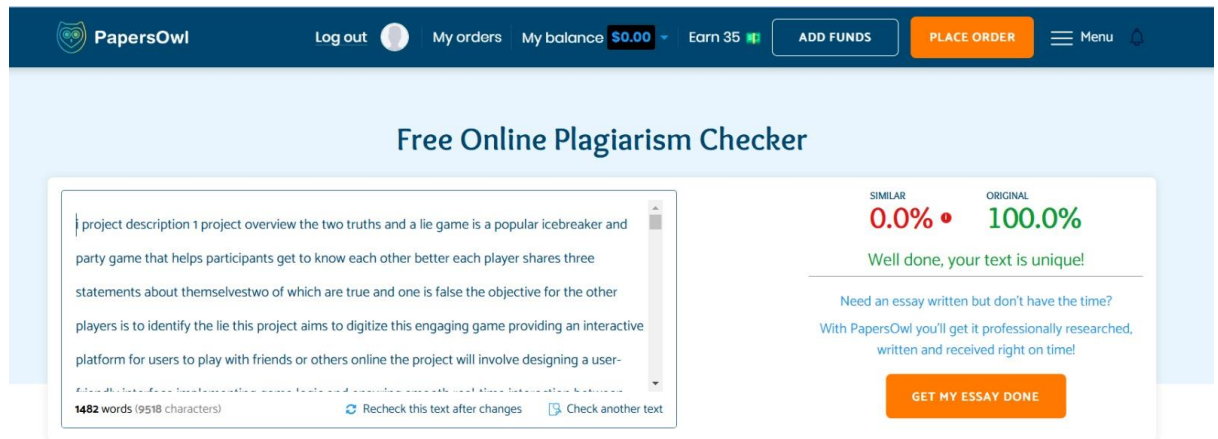 PapersOwl
Log out My orders My balance $0.00 Earn 35 ADD FUNDS PLACE ORDER Menu
Free Online Plagiarism Checker
i project description 1 project overview the two truths and a lie game is a popular icebreaker and
party game that helps participants get to know each other better each player shares three
statements about themselvestwo of which are true and one is false the objective for the other
players is to identify the lie this project aims to digitize this engaging game providing an interactive
platform for users to play with friends or others online the project will involve designing a user-
1482 words (9518 characters) Recheck this text after changes Check another text
SIMILAR ORIGINAL
0.0% 100.0%
Well done, your text is unique!
Need an essay written but don't have the time?
With PapersOwl you'll get it professionally researched,
written and received right on time!
GET MY ESSAY DONE